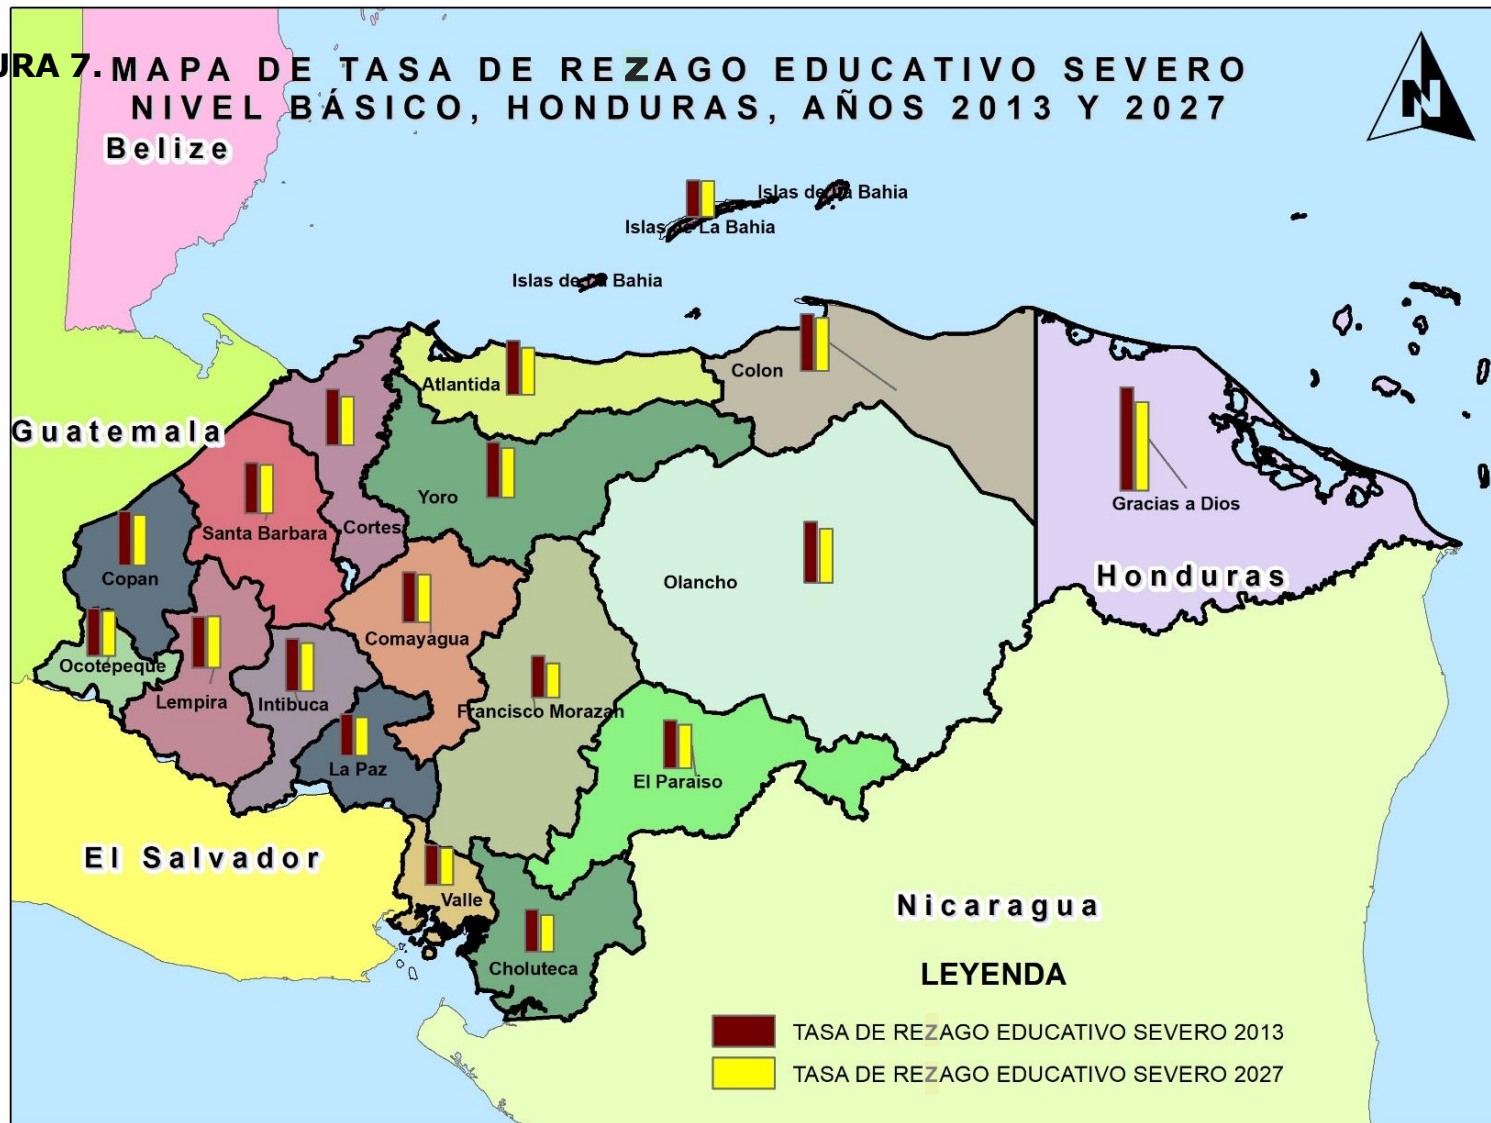 URA 7. MAPA DE TASA DE REZAGO EDUCATIVO SEVERO
NIVEL BÁSICO, HONDURAS, AÑOS 2013 Y 2027
N
Belize
Islas de La Bahia
Islas de La Bahia
Islas de La Bahia
Colon
Atlantida
Guatemala
Yoro
Gracias a Dios
Cortes
Santa Barbara
Honduras
Copan
Olancho
Comayagua
Ocotepeque
Lempira
Intibuca
Francisco Morazan
La Paz
El Paraiso
El Salvador
Valle
Nicaragua
Choluteca
LEYENDA
TASA DE REZAGO EDUCATIVO SEVERO 2013
TASA DE REZAGO EDUCATIVO SEVERO 2027